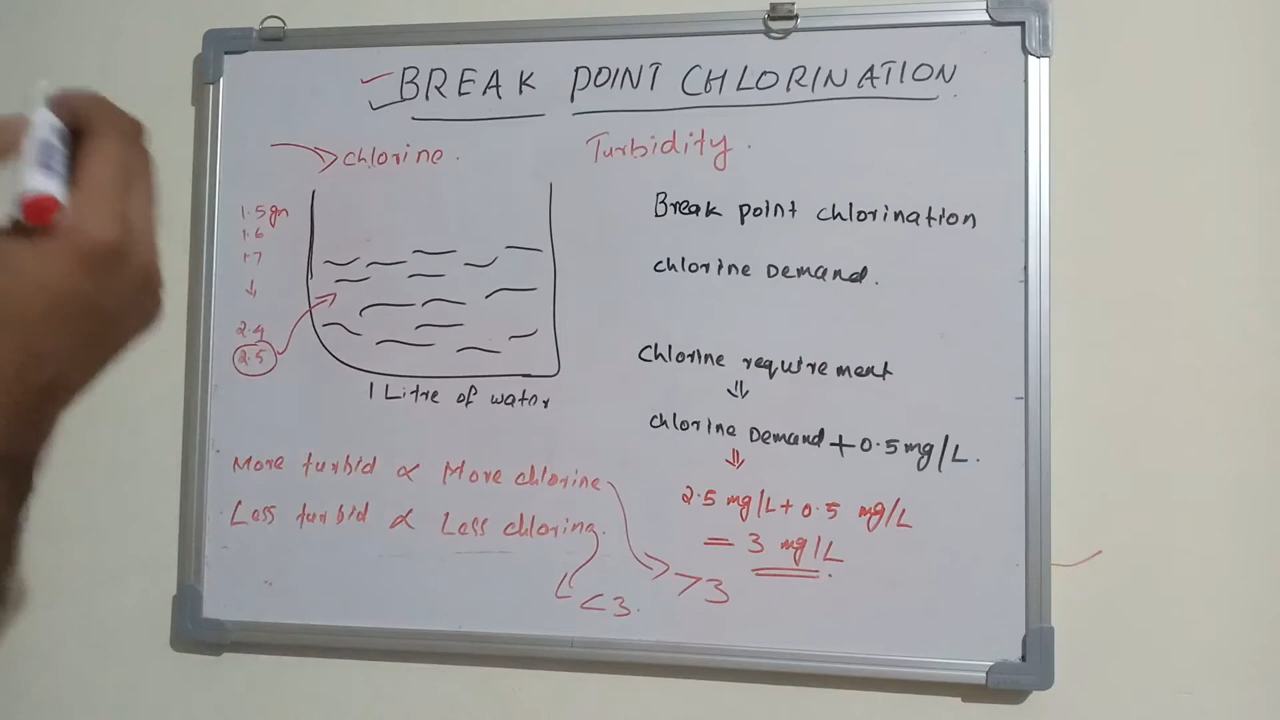 BREAK POINT CHLORINATION
chlorine.
Turbidity.
1.5gn
1.6
1.7
↓
2.4
2.5
1 Litre of water
Break point chlorination
chlorine Demand.
Chlorine requirement
⇓
chlorine Demand + 0.5 mg/L.
⇓
2.5 mg/L + 0.5 mg/L
= 3 mg/L
More turbid ∝ More chlorine
Less turbid ∝ Less chlorine.
<3.
>3